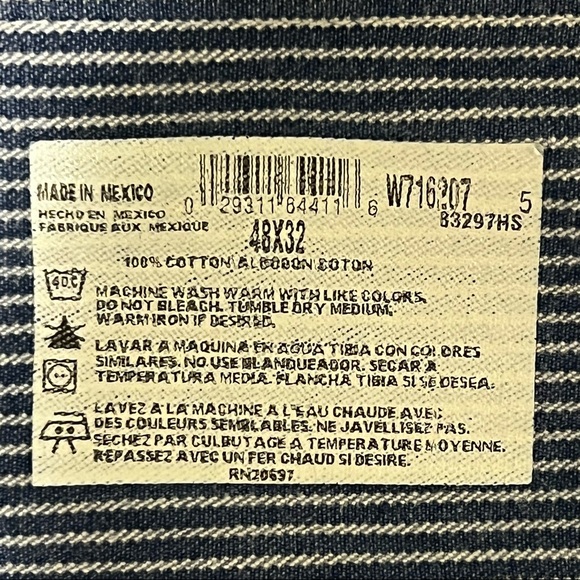 MADE IN MEXICO
HECHO EN MEXICO
FABRIQUE AUX MEXIQUE
0 29311 64411 6
5
83297HS
48X32
100% COTTON ALGODON COTON
40C
MACHINE WASH WARM WITH LIKE COLORS.
DO NOT BLEACH. TUMBLE DRY MEDIUM.
WARM IRON IF DESIRED.
LAVAR A MAQUINA EN AGUA TIBIA CON COLORES
SIMILARES. NO USE BLANQUEADOR. SECAR A
TEMPERATURA MEDIA. PLANCHA TIBIA SI SE DESEA.
LAVEZ A LA MACHINE A L'EAU CHAUDE AVEC
DES COULEURS SEMBLABLES. NE JAVELLISEZ PAS.
SECHEZ PAR CULBUTAGE A TEMPERATURE MOYENNE.
REPASSEZ AVEC UN FER CHAUD SI DESIRE.
RN20697